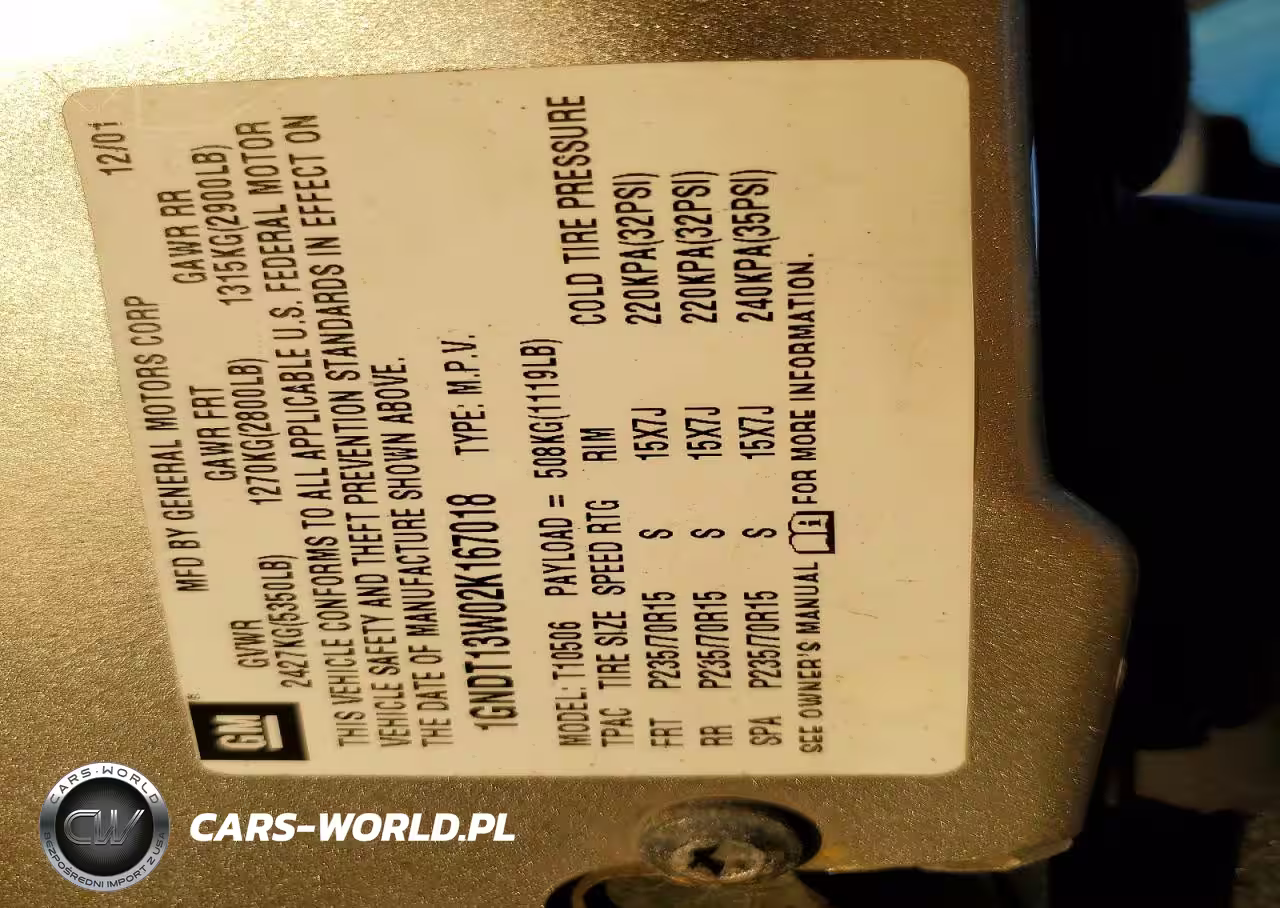 GM ®
MFD BY GENERAL MOTORS CORP 12/01
GVWR GAWR FRT GAWR RR
2427KG(5350LB) 1270KG(2800LB) 1315KG(2900LB)
THIS VEHICLE CONFORMS TO ALL APPLICABLE U.S. FEDERAL MOTOR
VEHICLE SAFETY AND THEFT PREVENTION STANDARDS IN EFFECT ON
THE DATE OF MANUFACTURE SHOWN ABOVE.
1GNDT13W02K167018 TYPE: M.P.V.
MODEL: T10506 PAYLOAD = 508KG(1119LB)
TPAC TIRE SIZE SPEED RTG RIM COLD TIRE PRESSURE
FRT P235/70R15 S 15X7J 220KPA(32PSI)
RR P235/70R15 S 15X7J 220KPA(32PSI)
SPA P235/70R15 S 15X7J 240KPA(35PSI)
SEE OWNER'S MANUAL FOR MORE INFORMATION.
CARS-WORLD
CW
BEZPOŚREDNI IMPORT Z USA
CARS-WORLD.PL